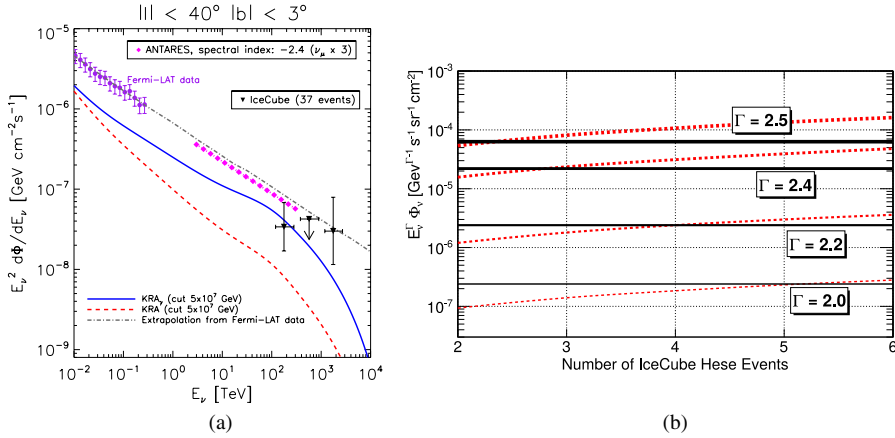 |l| < 40° |b| < 3°
10⁻⁵
10⁻⁶
10⁻⁷
10⁻⁸
10⁻⁹
E_ν² dΦ/dE_ν [GeV cm⁻²s⁻¹]
ANTARES, spectral index: -2.4 (ν_μ x 3)
Fermi-LAT data
IceCube (37 events)
KRA_γ (cut 5x10⁷ GeV)
KRA (cut 5x10⁷ GeV)
Extrapolation from Fermi-LAT data
10⁻² 10⁻¹ 10⁰ 10¹ 10² 10³ 10⁴
E_ν [TeV]
(a)
E_ν^Γ Φ_ν [GeV^Γ⁻¹ s⁻¹ sr⁻¹ cm⁻²]
10⁻³
10⁻⁴
10⁻⁵
10⁻⁶
10⁻⁷
Γ = 2.5
Γ = 2.4
Γ = 2.2
Γ = 2.0
2 3 4 5 6
Number of IceCube Hese Events
(b)